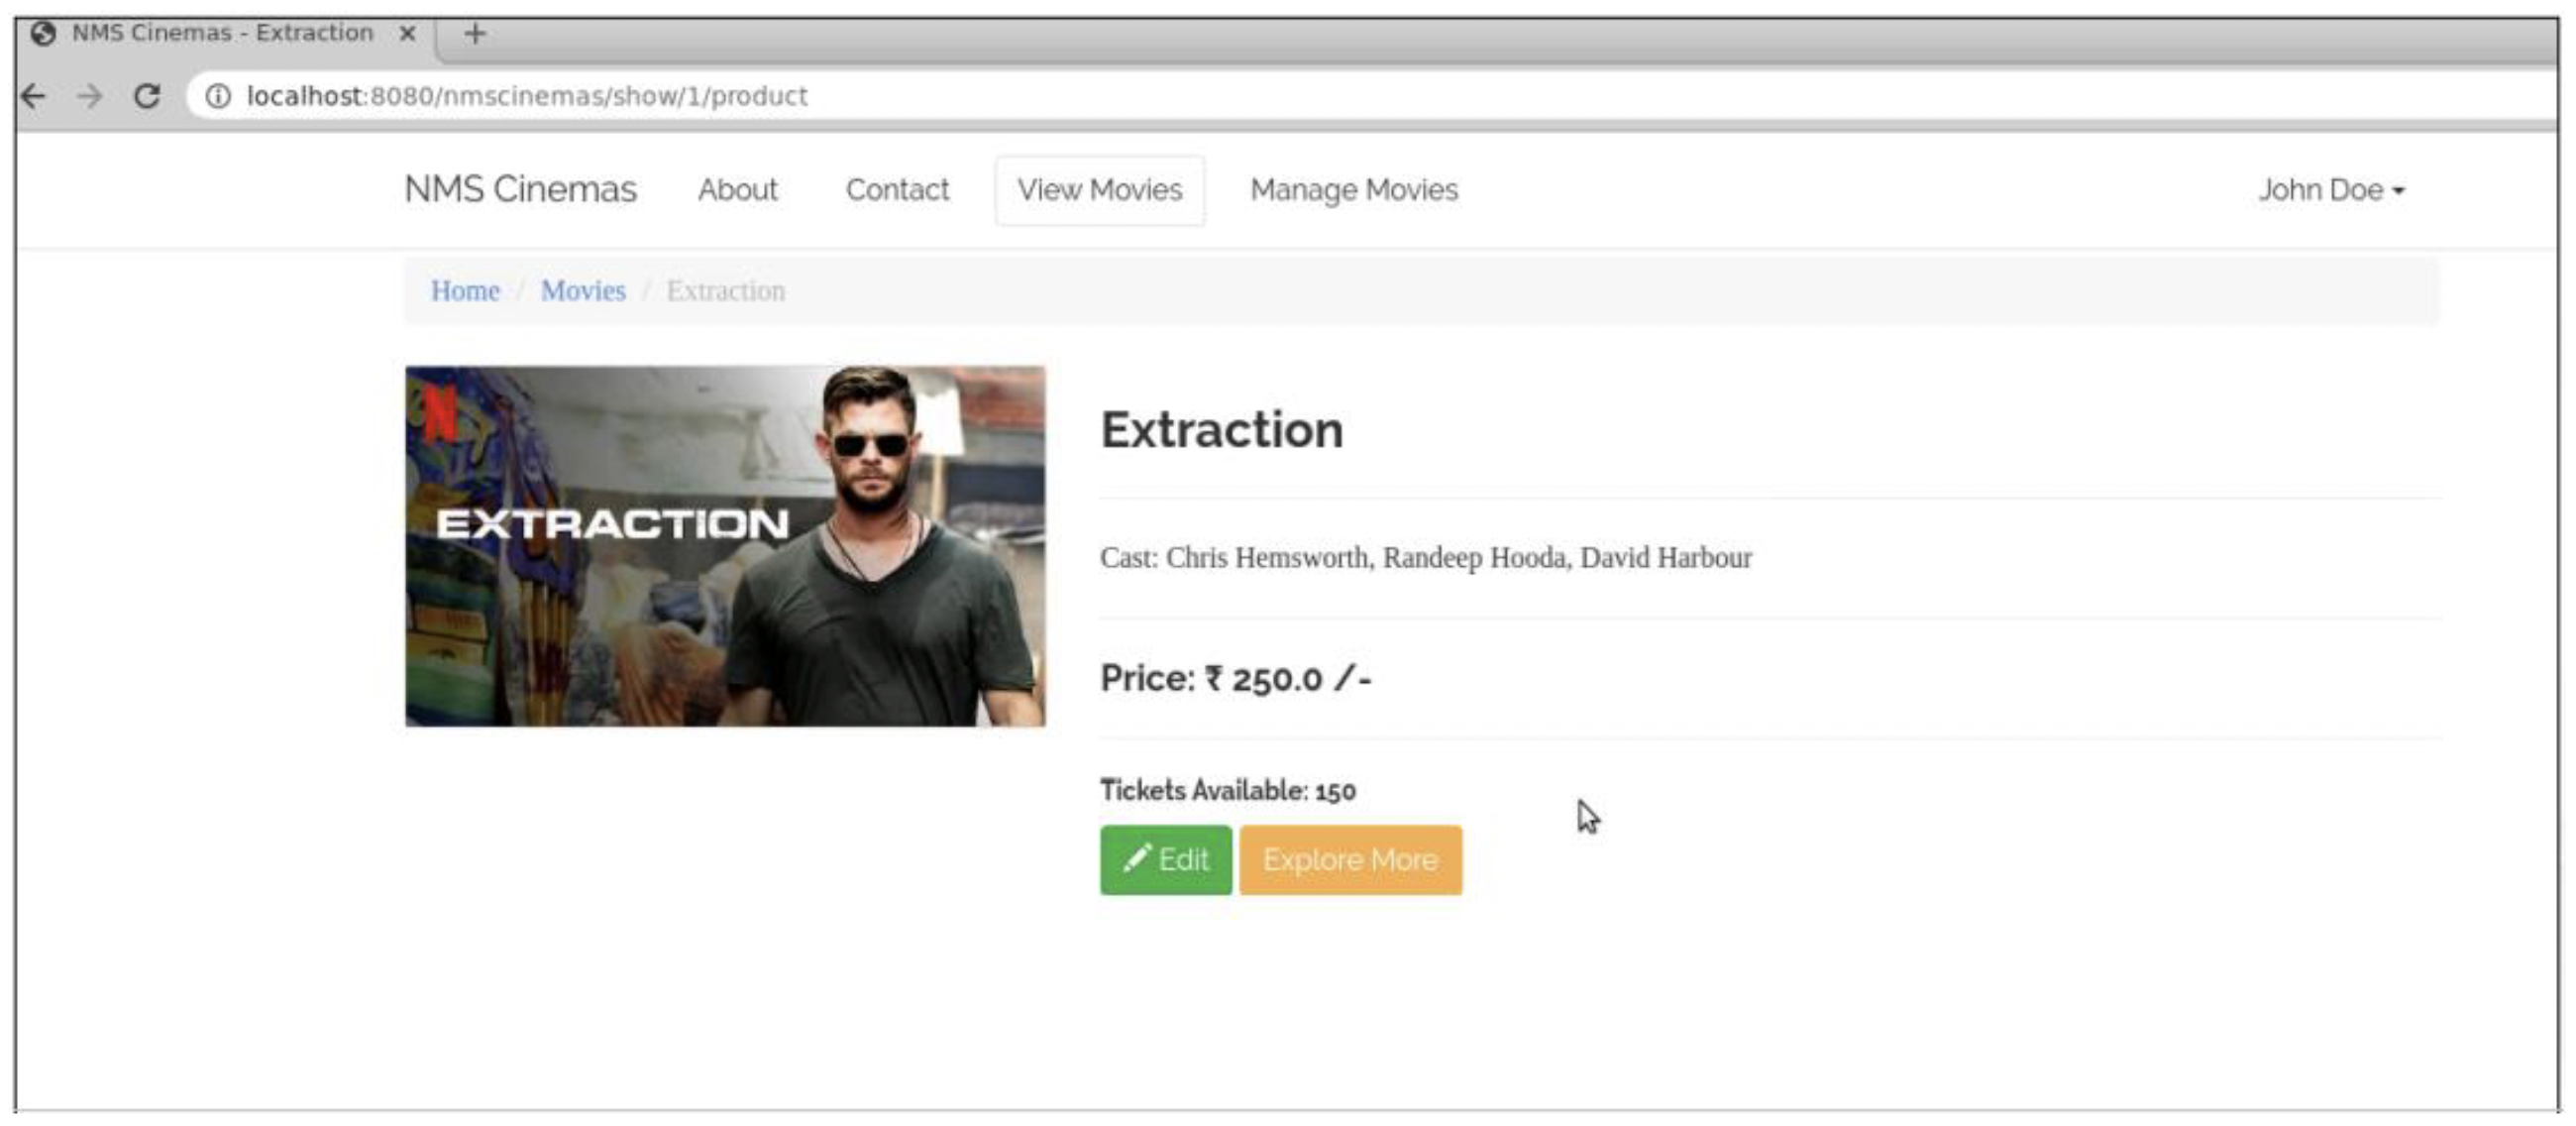 NMS Cinemas - Extraction
localhost:8080/nmscinemas/show/1/product
NMS Cinemas About Contact View Movies Manage Movies John Doe
Home / Movies / Extraction
N
EXTRACTION
Extraction
Cast: Chris Hemsworth, Randeep Hooda, David Harbour
Price: ₹ 250.0 /-
Tickets Available: 150
Edit Explore More